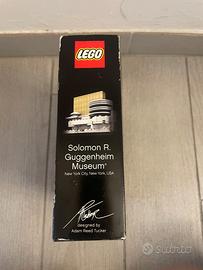 LEGO
Solomon R.
Guggenheim
Museum®
New York City, New York, USA
designed by
Adam Reed Tucker
Subito